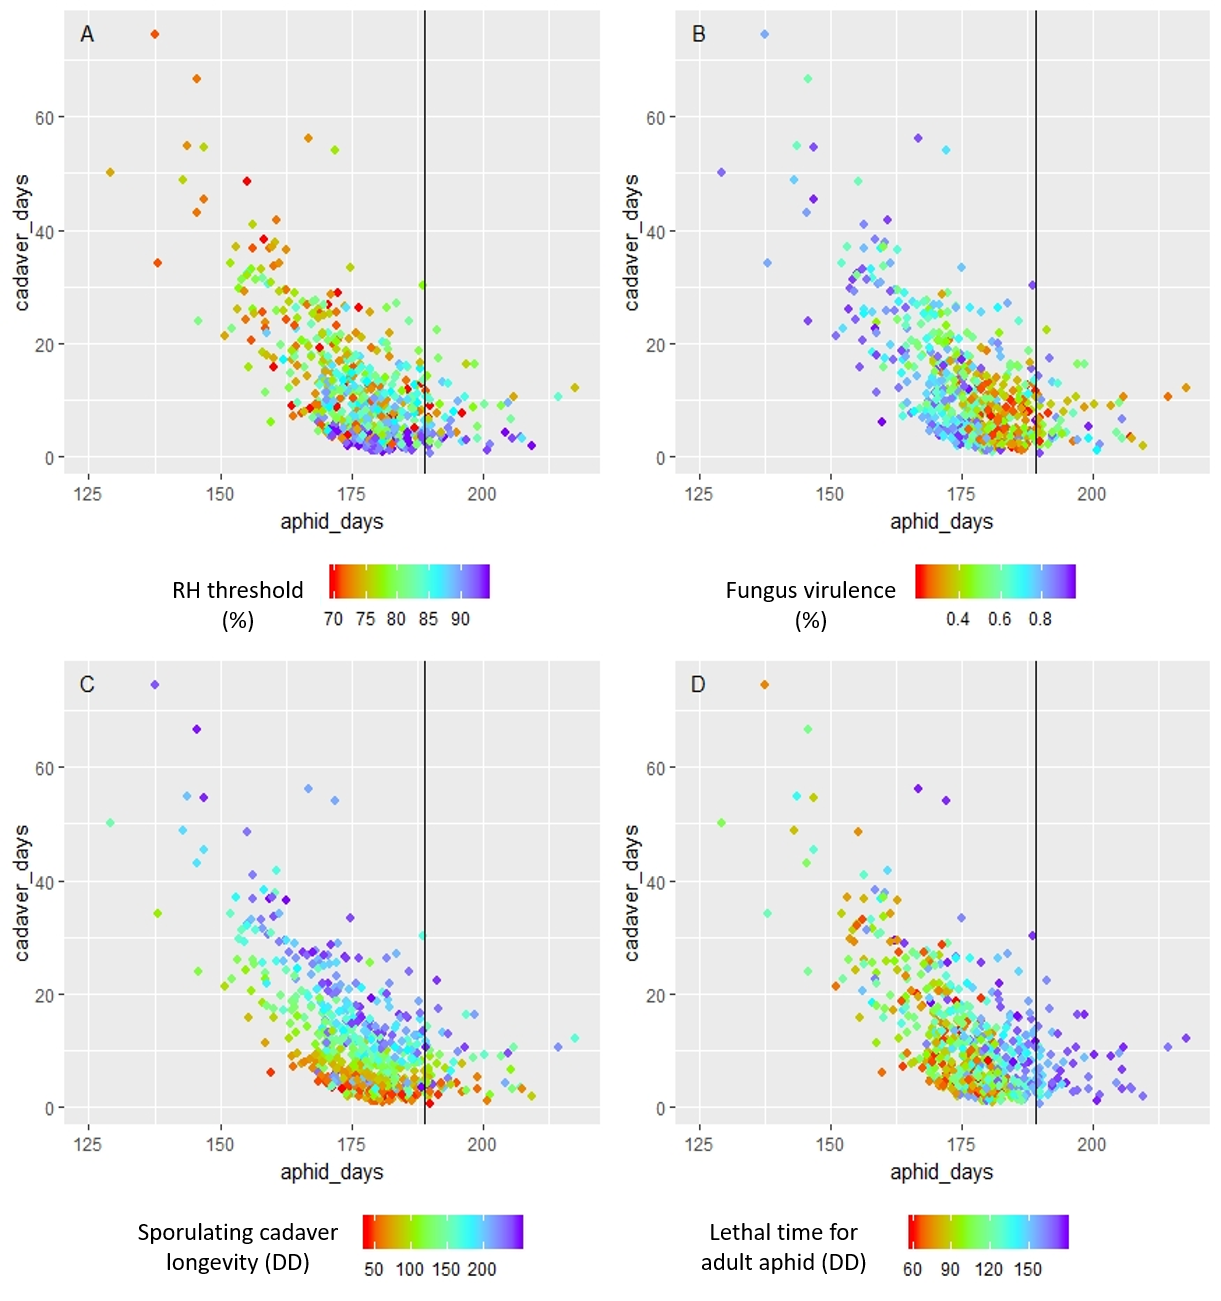 A
B
cadaver_days
60
40
20
0
125 150 175 200
aphid_days
cadaver_days
60
40
20
0
125 150 175 200
aphid_days
RH threshold
(%)
70 75 80 85 90
Fungus virulence
(%)
0.4 0.6 0.8
C
D
cadaver_days
60
40
20
0
125 150 175 200
aphid_days
cadaver_days
60
40
20
0
125 150 175 200
aphid_days
Sporulating cadaver
longevity (DD)
50 100 150 200
Lethal time for
adult aphid (DD)
60 90 120 150